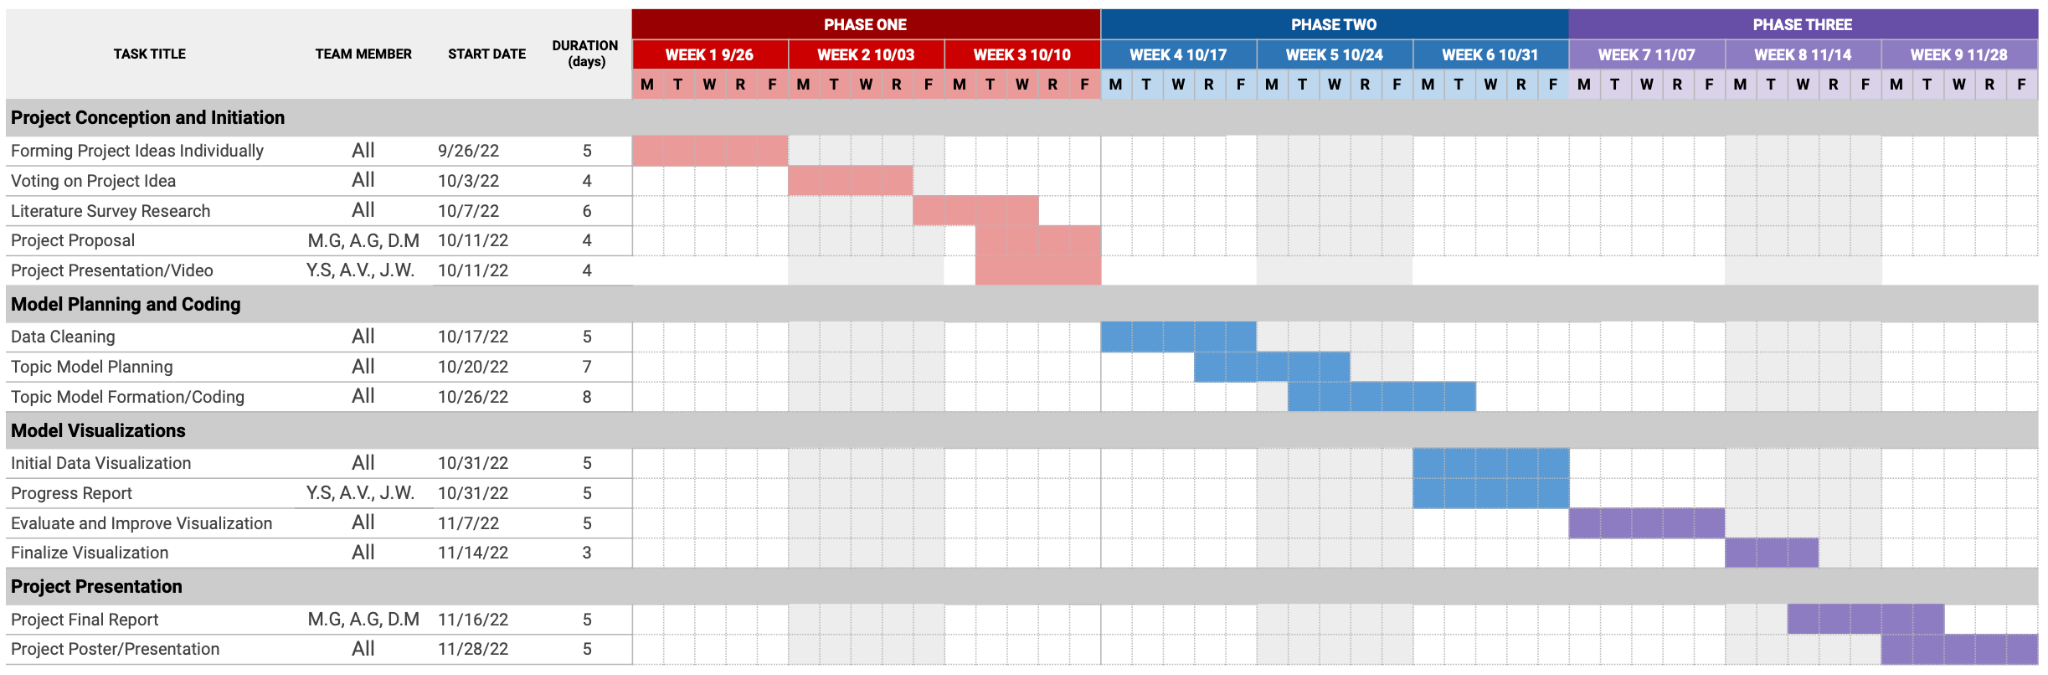 PHASE ONE PHASE TWO PHASE THREE
TASK TITLE TEAM MEMBER START DATE DURATION (days) WEEK 1 9/26 WEEK 2 10/03 WEEK 3 10/10 WEEK 4 10/17 WEEK 5 10/24 WEEK 6 10/31 WEEK 7 11/07 WEEK 8 11/14 WEEK 9 11/28
M T W R F M T W R F M T W R F M T W R F M T W R F M T W R F M T W R F M T W R F M T W R F
Project Conception and Initiation
Forming Project Ideas Individually All 9/26/22 5
Voting on Project Idea All 10/3/22 4
Literature Survey Research All 10/7/22 6
Project Proposal M.G, A.G, D.M 10/11/22 4
Project Presentation/Video Y.S, A.V., J.W. 10/11/22 4
Model Planning and Coding
Data Cleaning All 10/17/22 5
Topic Model Planning All 10/20/22 7
Topic Model Formation/Coding All 10/26/22 8
Model Visualizations
Initial Data Visualization All 10/31/22 5
Progress Report Y.S, A.V., J.W. 10/31/22 5
Evaluate and Improve Visualization All 11/7/22 5
Finalize Visualization All 11/14/22 3
Project Presentation
Project Final Report M.G, A.G, D.M 11/16/22 5
Project Poster/Presentation All 11/28/22 5